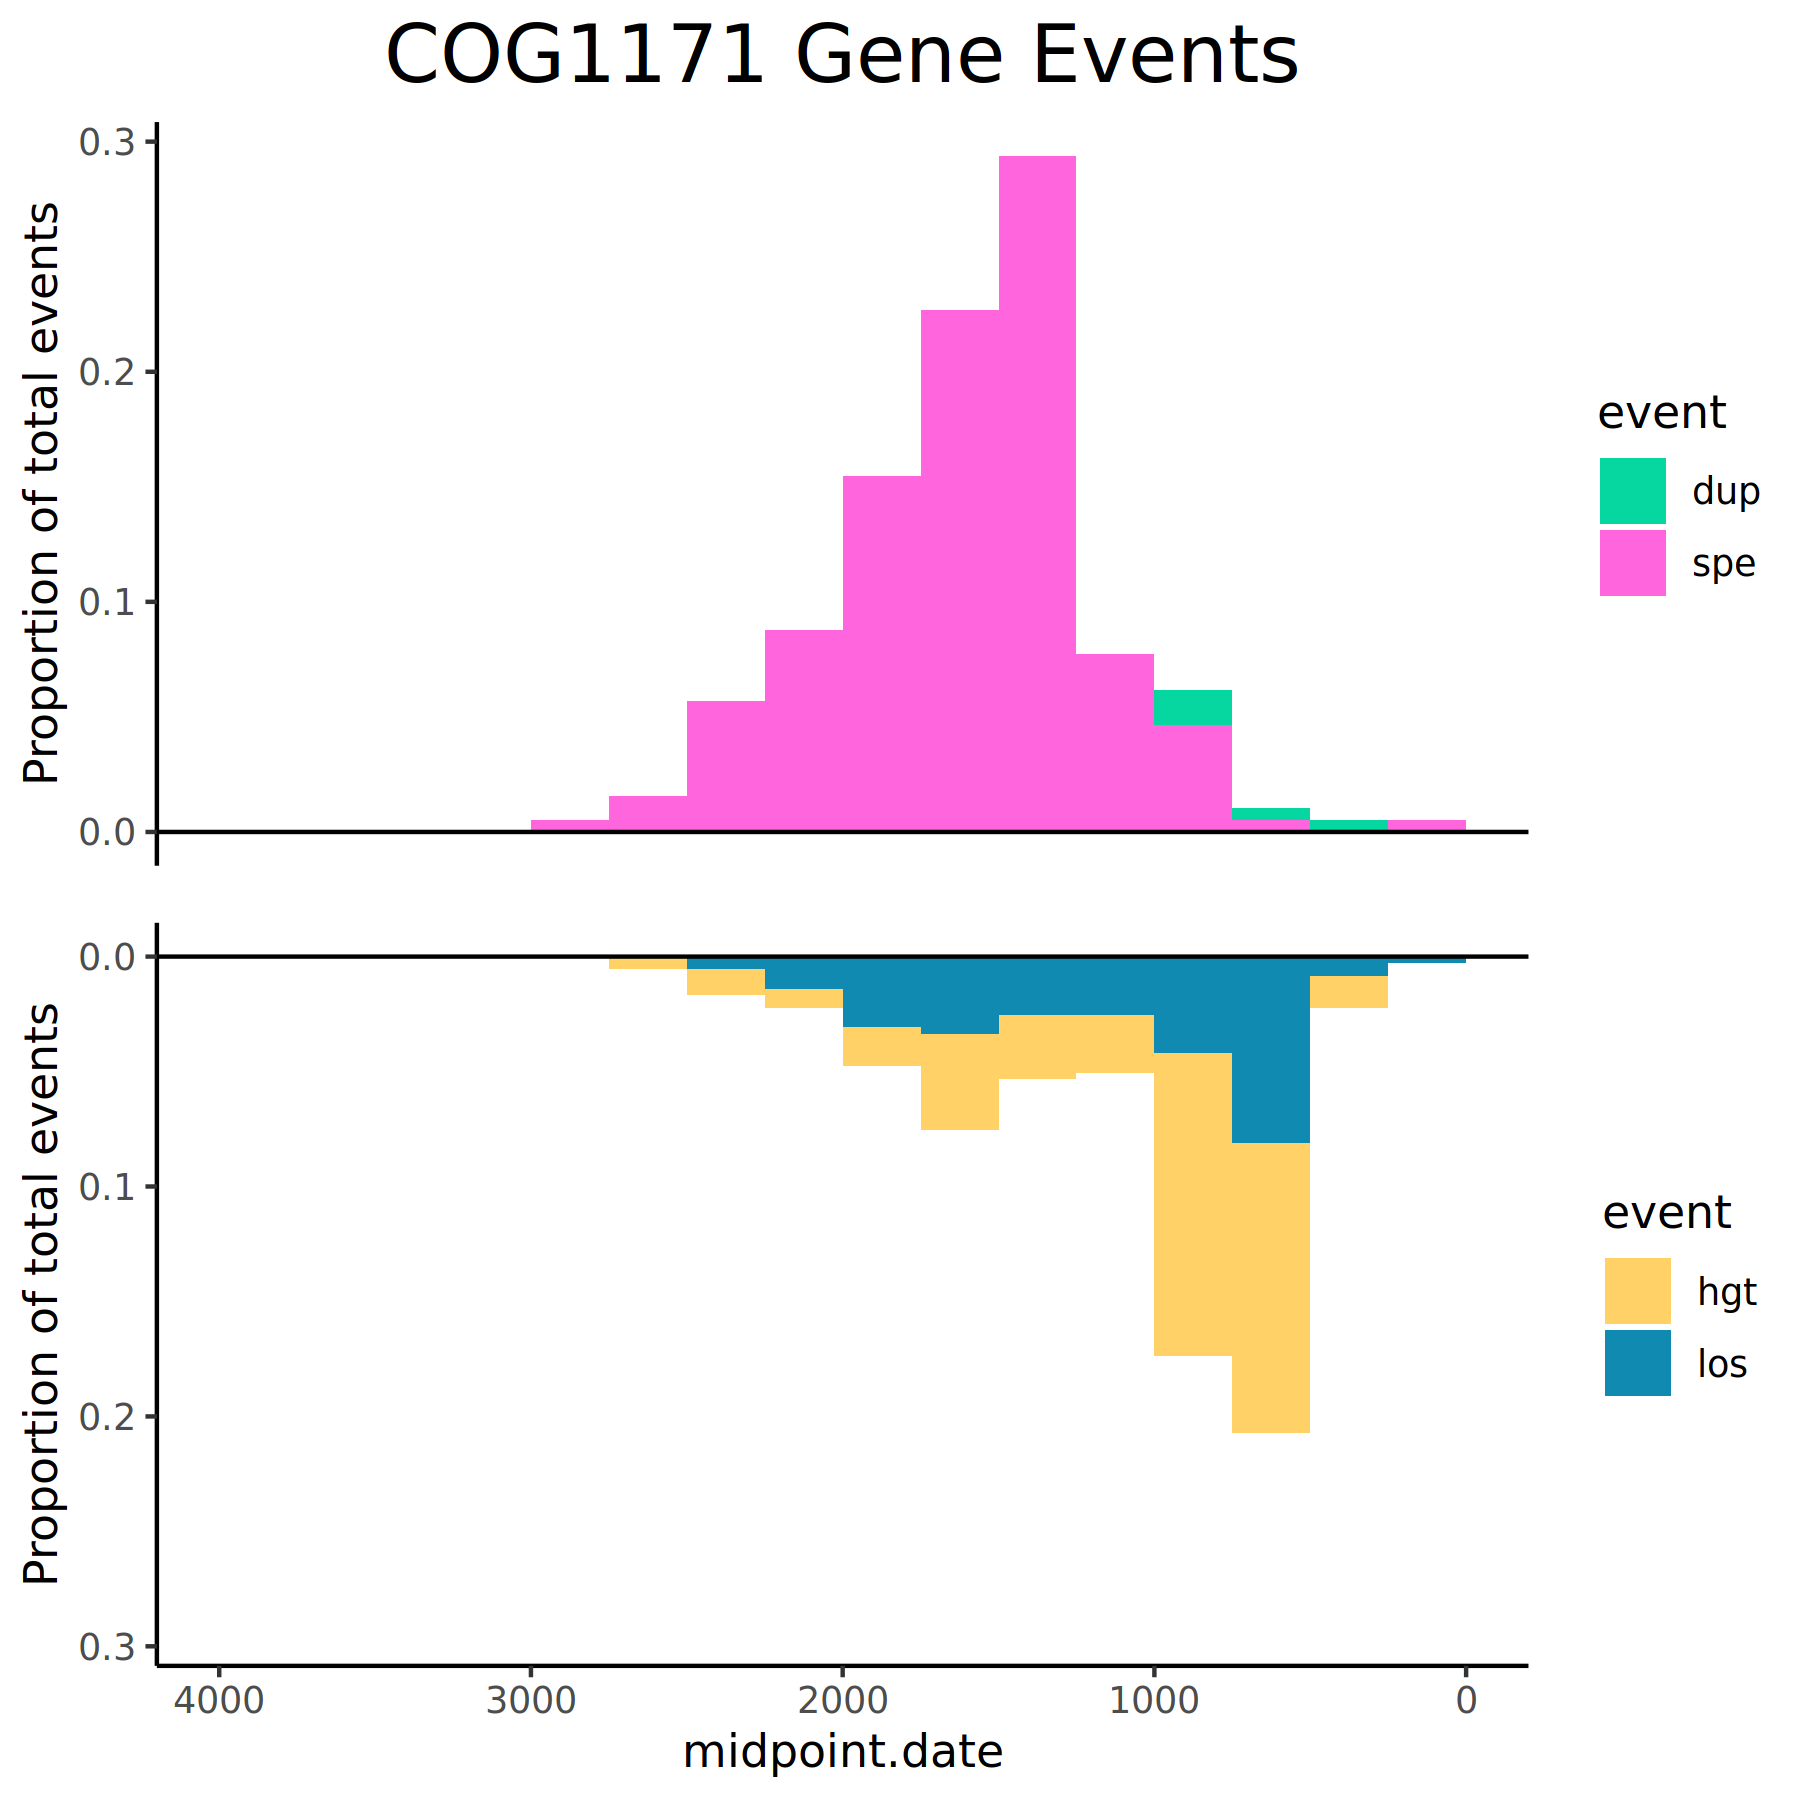 COG1171 Gene Events
Proportion of total events
0.3
0.2
0.1
0.0
event
dup
spe
Proportion of total events
0.0
0.1
0.2
0.3
event
hgt
los
4000 3000 2000 1000 0
midpoint.date